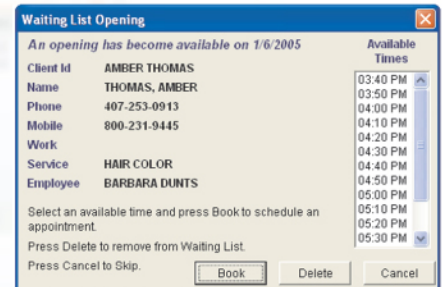 Waiting List Opening
An opening has become available on 1/6/2005
Available
Times
Client Id AMBER THOMAS
Name THOMAS, AMBER
Phone 407-253-0913
Mobile 800-231-9445
Work
Service HAIR COLOR
Employee BARBARA DUNTS
03:40 PM
03:50 PM
04:00 PM
04:10 PM
04:20 PM
04:30 PM
04:40 PM
04:50 PM
05:00 PM
05:10 PM
05:20 PM
05:30 PM
Select an available time and press Book to schedule an
appointment.
Press Delete to remove from Waiting List.
Press Cancel to Skip.
Book Delete Cancel